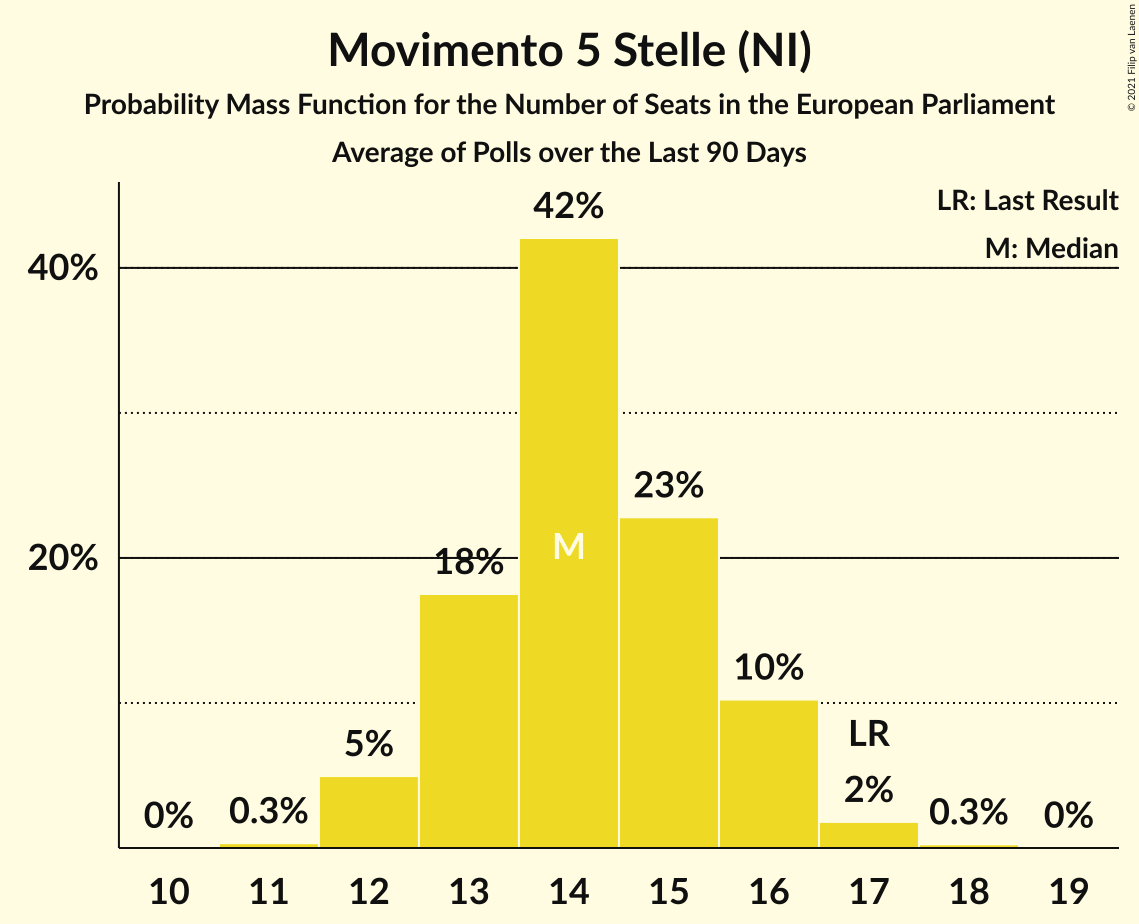 Movimento 5 Stelle (NI)
Probability Mass Function for the Number of Seats in the European Parliament
Average of Polls over the Last 90 Days
© 2021 Filip van Laenen
LR: Last Result
M: Median
40%
20%
0%
0.3%
5%
18%
42%
M
23%
10%
LR
2%
0.3%
0%
10 11 12 13 14 15 16 17 18 19